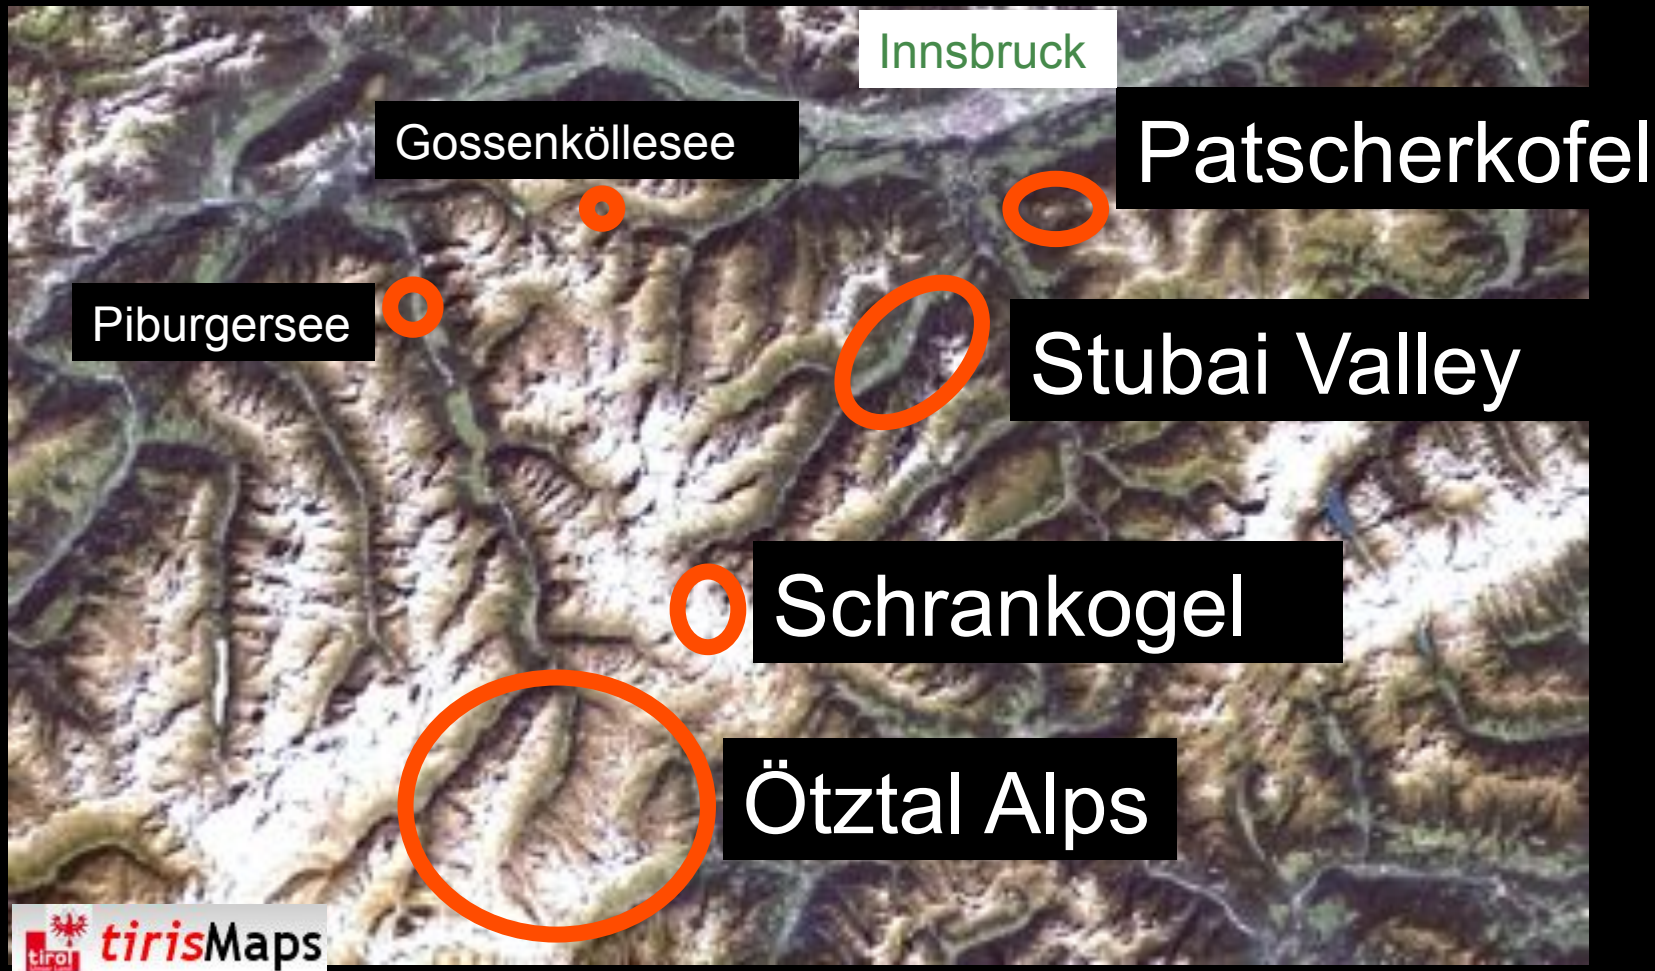 Innsbruck
Patscherkofel
Gossenköllesee
Piburgersee
Stubai Valley
Schrankogel
Ötztal Alps
tirol
tirisMaps